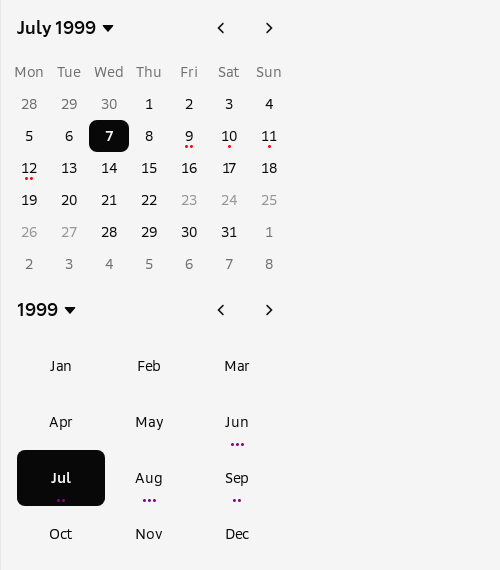 July 1999
Mon Tue Wed Thu Fri Sat Sun
28 29 30 1 2 3 4
5 6 7 8 9 10 11
12 13 14 15 16 17 18
19 20 21 22 23 24 25
26 27 28 29 30 31 1
2 3 4 5 6 7 8
1999
Jan Feb Mar
Apr May Jun
Jul Aug Sep
Oct Nov Dec